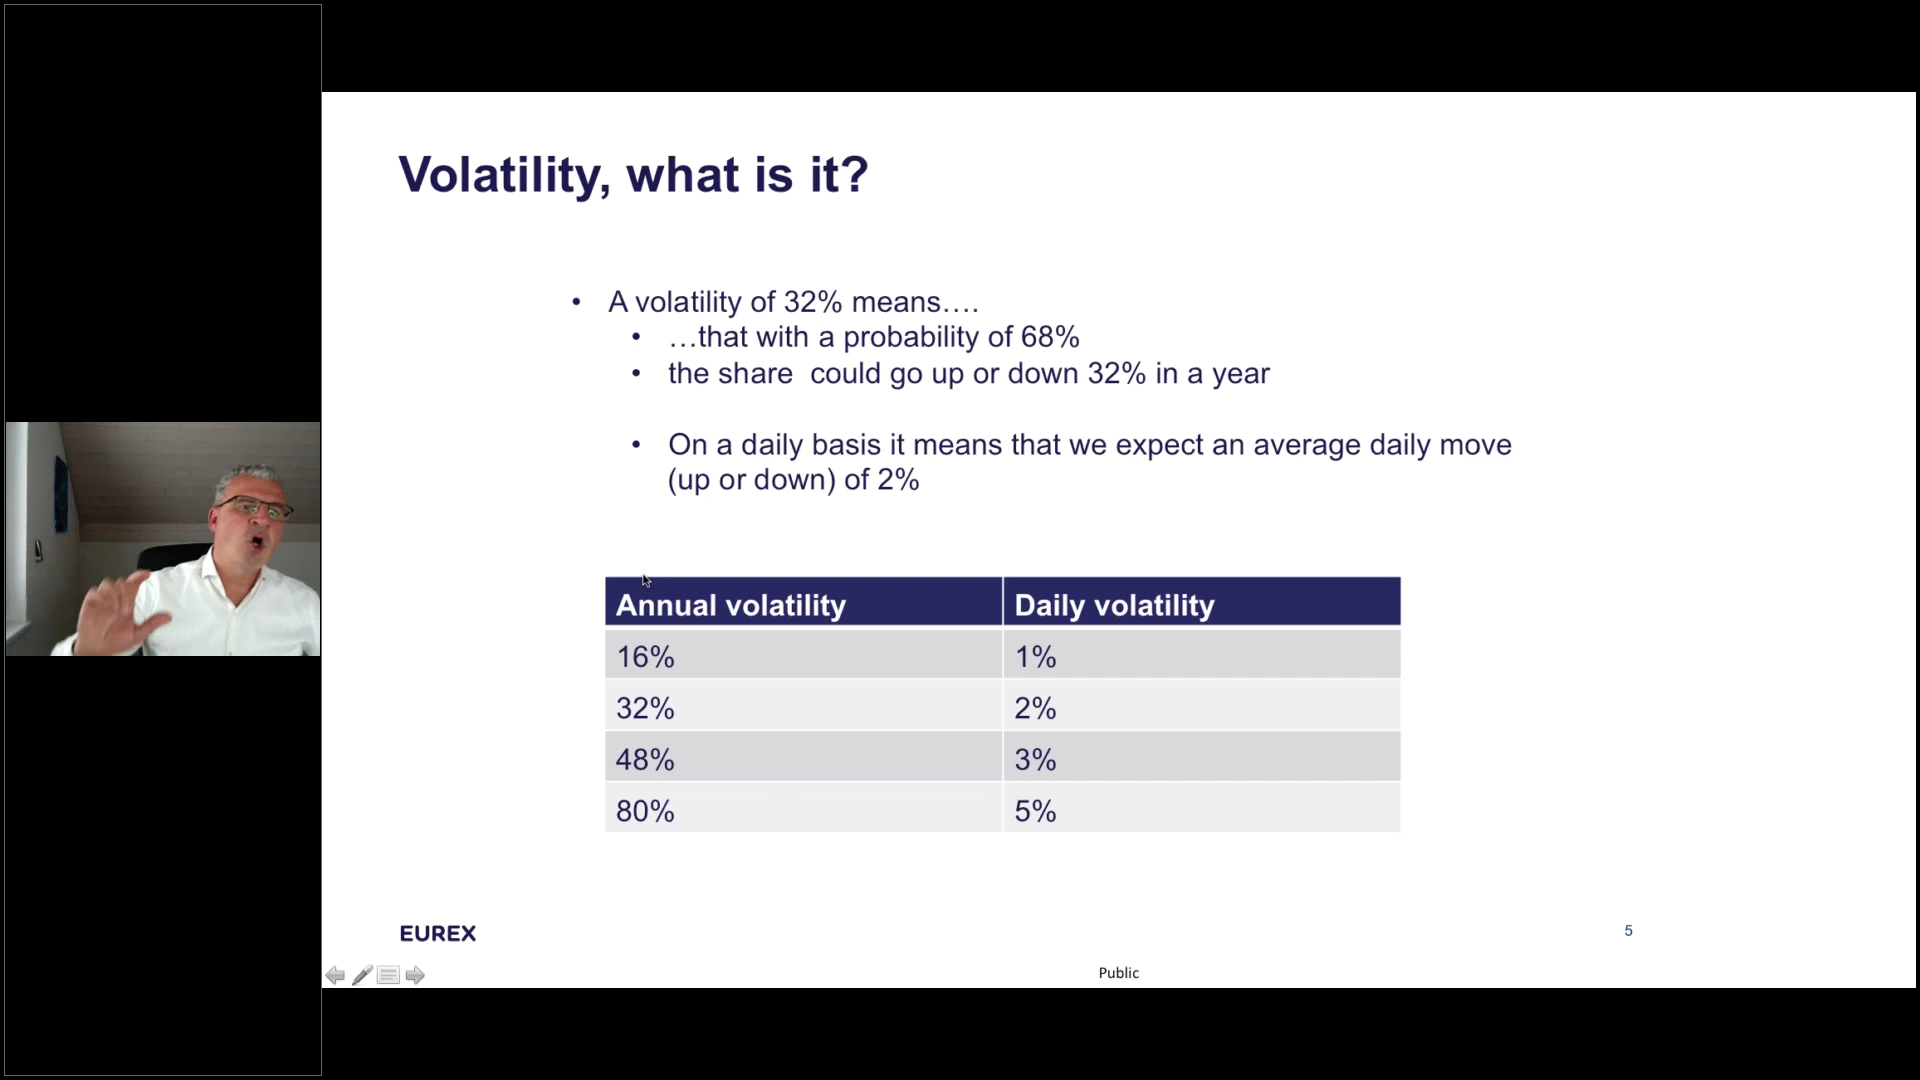 Volatility, what is it?
• A volatility of 32% means….
• …that with a probability of 68%
• the share  could go up or down 32% in a year
• On a daily basis it means that we expect an average daily move
(up or down) of 2%
Annual volatility Daily volatility
16% 1%
32% 2%
48% 3%
80% 5%
EUREX
5
Public